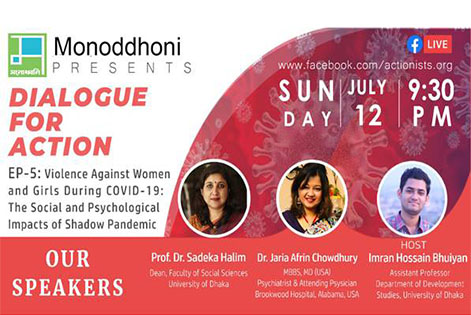 Monoddhoni
PRESENTS
DIALOGUE
FOR
ACTION
EP-5: Violence Against Women
and Girls During COVID-19:
The Social and Psychological
Impacts of Shadow Pandemic
LIVE
www.facebook.com/actionists.org
SUN
DAY
JULY
12
9:30
PM
OUR
SPEAKERS
Prof. Dr. Sadeka Halim
Dean, Faculty of Social Sciences
University of Dhaka
Dr. Jaria Afrin Chowdhury
MBBS, MD (USA)
Psychiatrist & Attending Psysician
Brookwood Hospital, Alabama, USA
HOST
Imran Hossain Bhuiyan
Assistant Professor
Department of Development
Studies, University of Dhaka